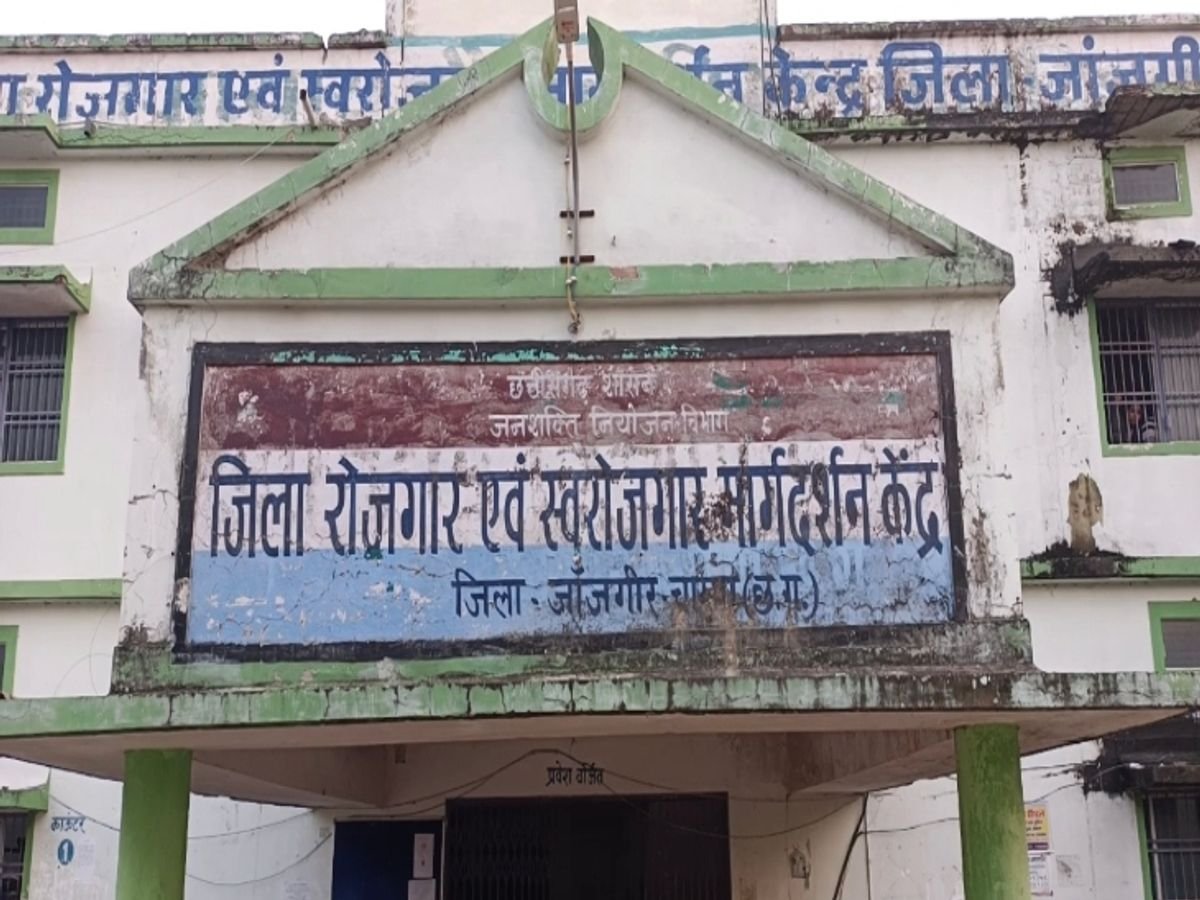 रोजगार एवं स्वरोज केन्द्र जिला-जांजगी
छत्तीसगढ़ शासन
जनशक्ति नियोजन विभाग
जिला रोजगार एवं स्वरोजगार मार्गदर्शन केंद्र
जिला - जांजगीर-चाम्पा (छ.ग.)
प्रवेश वर्जित
काऊंटर
1